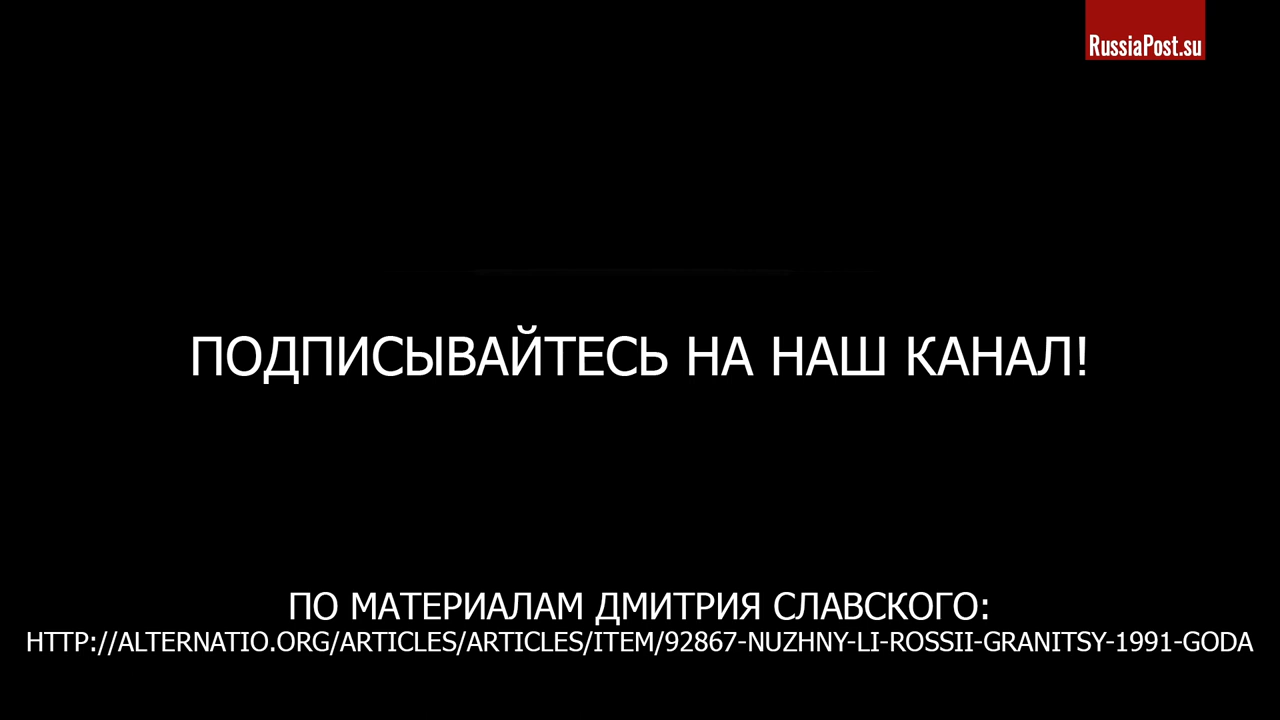 RussiaPost.su
ПОДПИСЫВАЙТЕСЬ НА НАШ КАНАЛ!
ПО МАТЕРИАЛАМ ДМИТРИЯ СЛАВСКОГО:
HTTP://ALTERNATIO.ORG/ARTICLES/ARTICLES/ITEM/92867-NUZHNY-LI-ROSSII-GRANITSY-1991-GODA